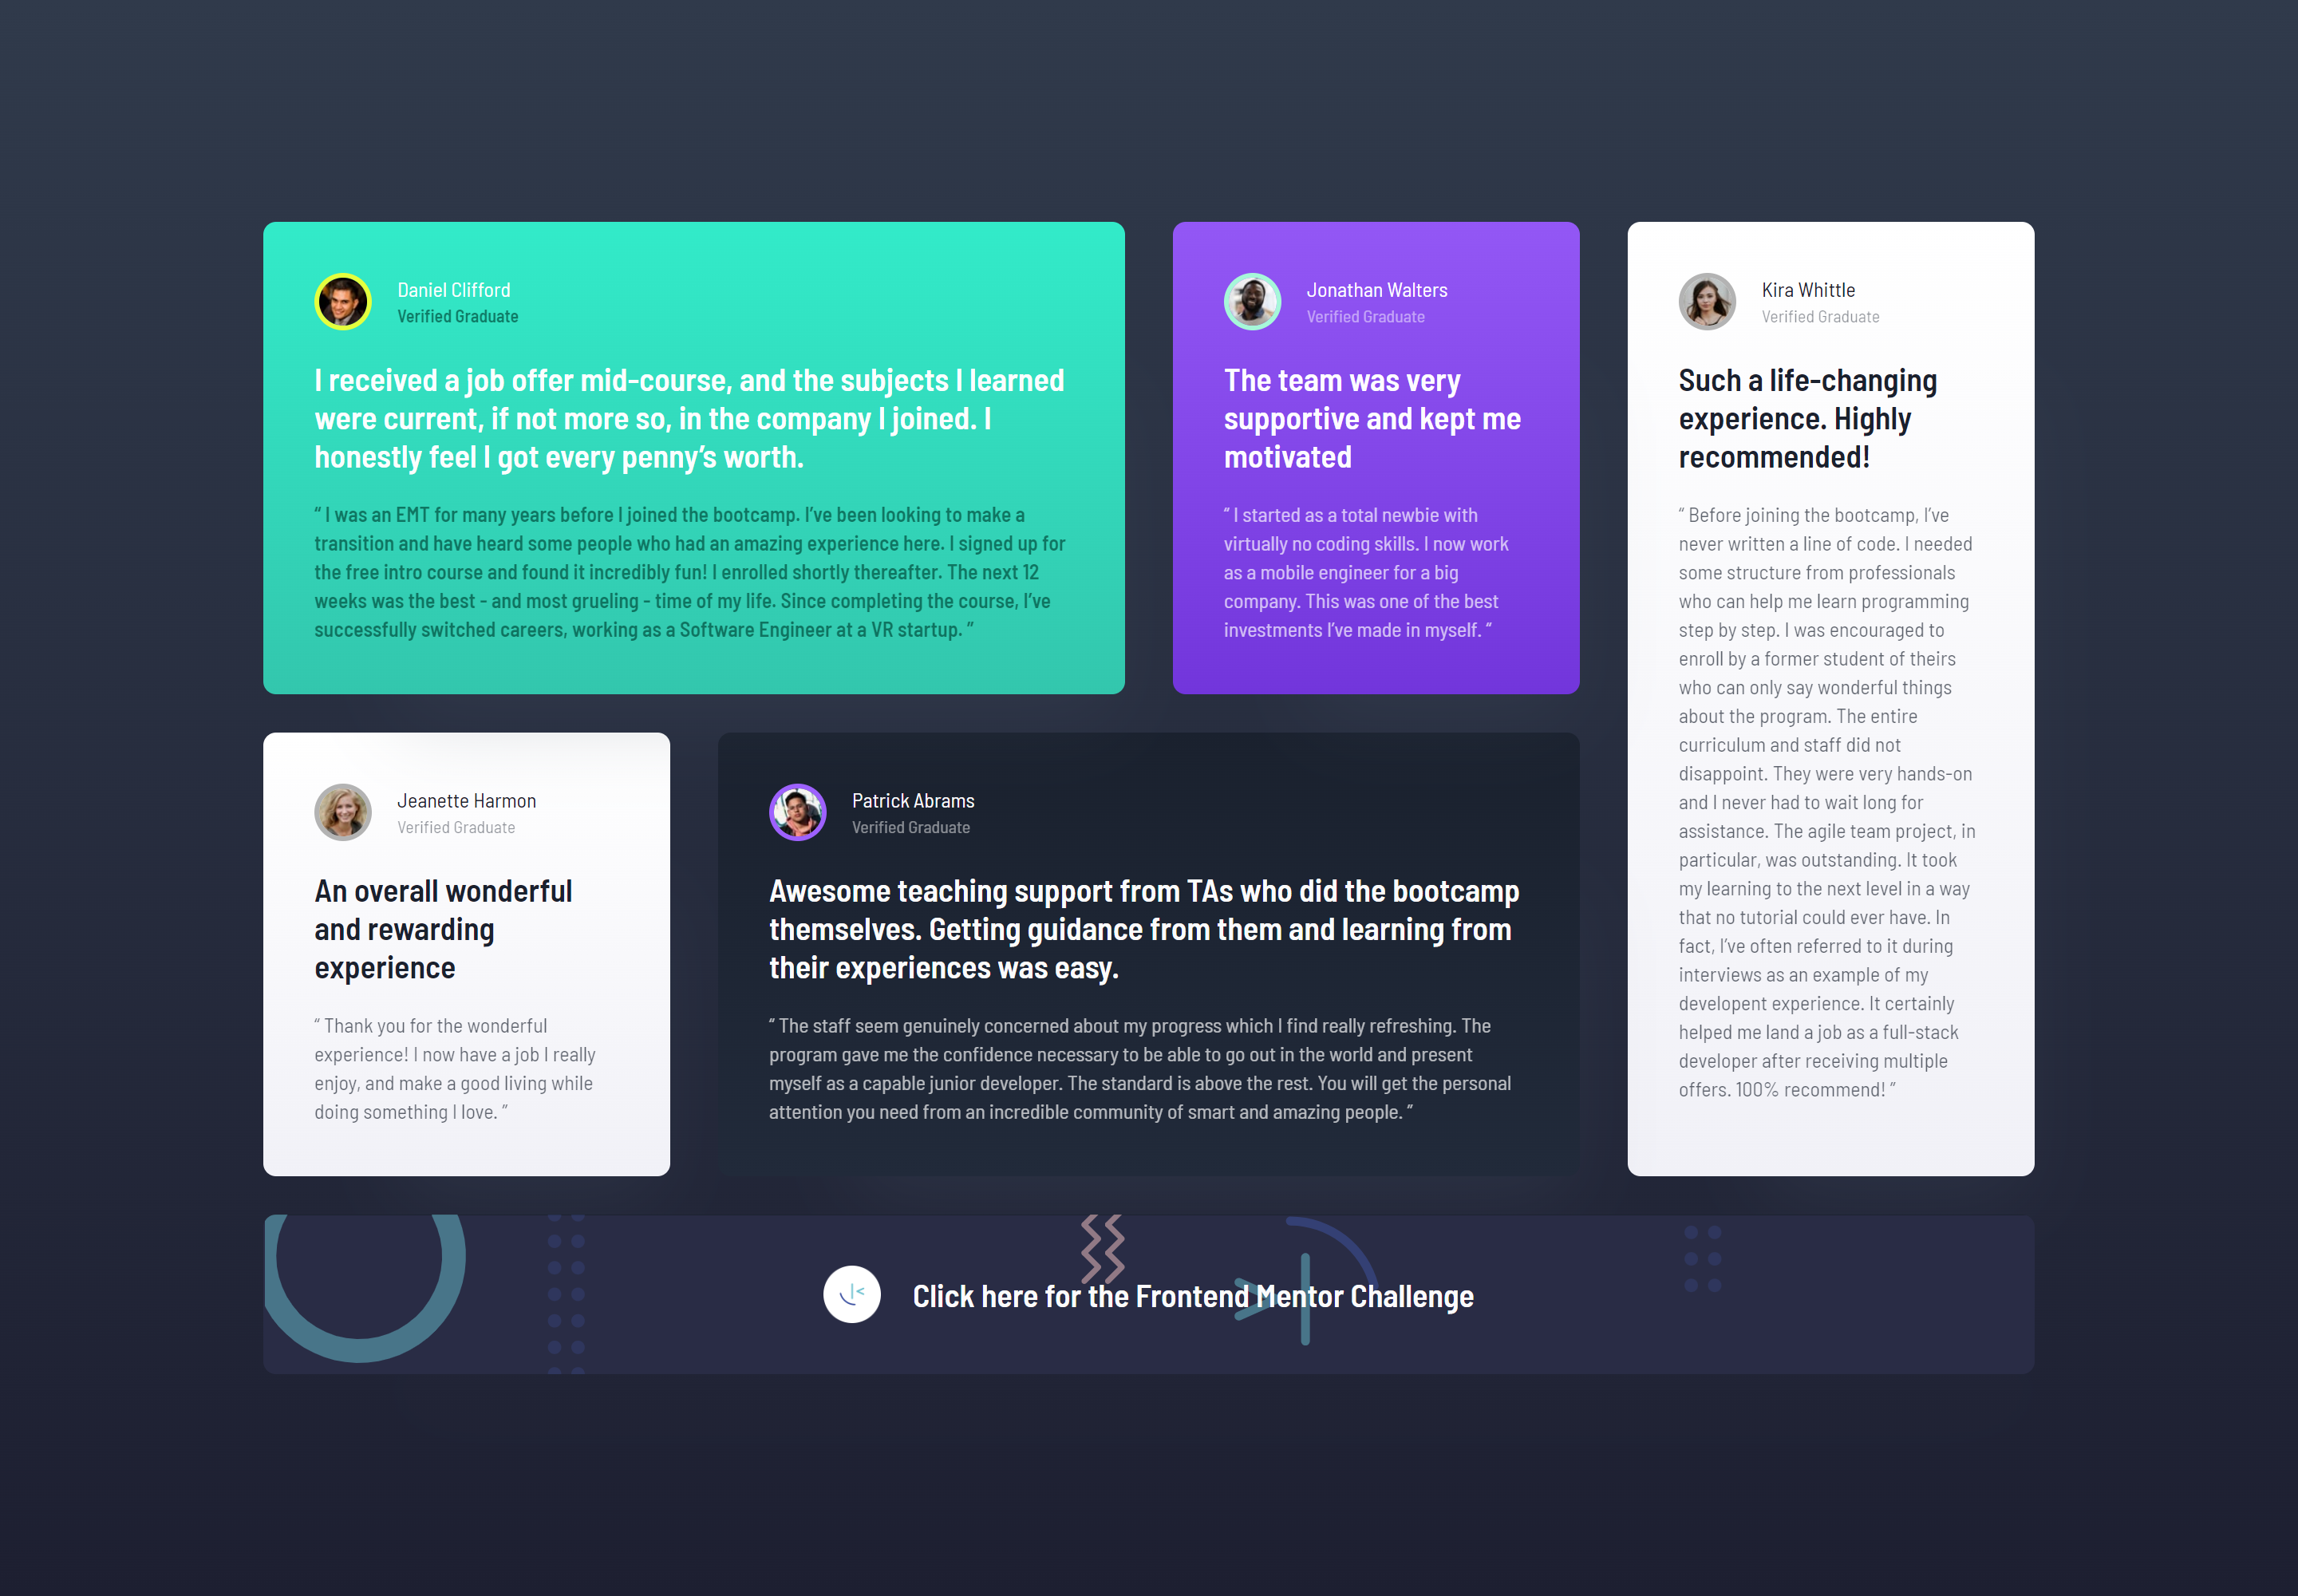 Daniel Clifford
Verified Graduate
I received a job offer mid-course, and the subjects I learned
were current, if not more so, in the company I joined. I
honestly feel I got every penny’s worth.
“ I was an EMT for many years before I joined the bootcamp. I’ve been looking to make a
transition and have heard some people who had an amazing experience here. I signed up for
the free intro course and found it incredibly fun! I enrolled shortly thereafter. The next 12
weeks was the best - and most grueling - time of my life. Since completing the course, I’ve
successfully switched careers, working as a Software Engineer at a VR startup. ”
Jonathan Walters
Verified Graduate
The team was very
supportive and kept me
motivated
“ I started as a total newbie with
virtually no coding skills. I now work
as a mobile engineer for a big
company. This was one of the best
investments I’ve made in myself. “
Kira Whittle
Verified Graduate
Such a life-changing
experience. Highly
recommended!
“ Before joining the bootcamp, I’ve
never written a line of code. I needed
some structure from professionals
who can help me learn programming
step by step. I was encouraged to
enroll by a former student of theirs
who can only say wonderful things
about the program. The entire
curriculum and staff did not
disappoint. They were very hands-on
and I never had to wait long for
assistance. The agile team project, in
particular, was outstanding. It took
my learning to the next level in a way
that no tutorial could ever have. In
fact, I’ve often referred to it during
interviews as an example of my
developent experience. It certainly
helped me land a job as a full-stack
developer after receiving multiple
offers. 100% recommend! ”
Jeanette Harmon
Verified Graduate
An overall wonderful
and rewarding
experience
“ Thank you for the wonderful
experience! I now have a job I really
enjoy, and make a good living while
doing something I love. ”
Patrick Abrams
Verified Graduate
Awesome teaching support from TAs who did the bootcamp
themselves. Getting guidance from them and learning from
their experiences was easy.
“ The staff seem genuinely concerned about my progress which I find really refreshing. The
program gave me the confidence necessary to be able to go out in the world and present
myself as a capable junior developer. The standard is above the rest. You will get the personal
attention you need from an incredible community of smart and amazing people. ”
Click here for the Frontend Mentor Challenge